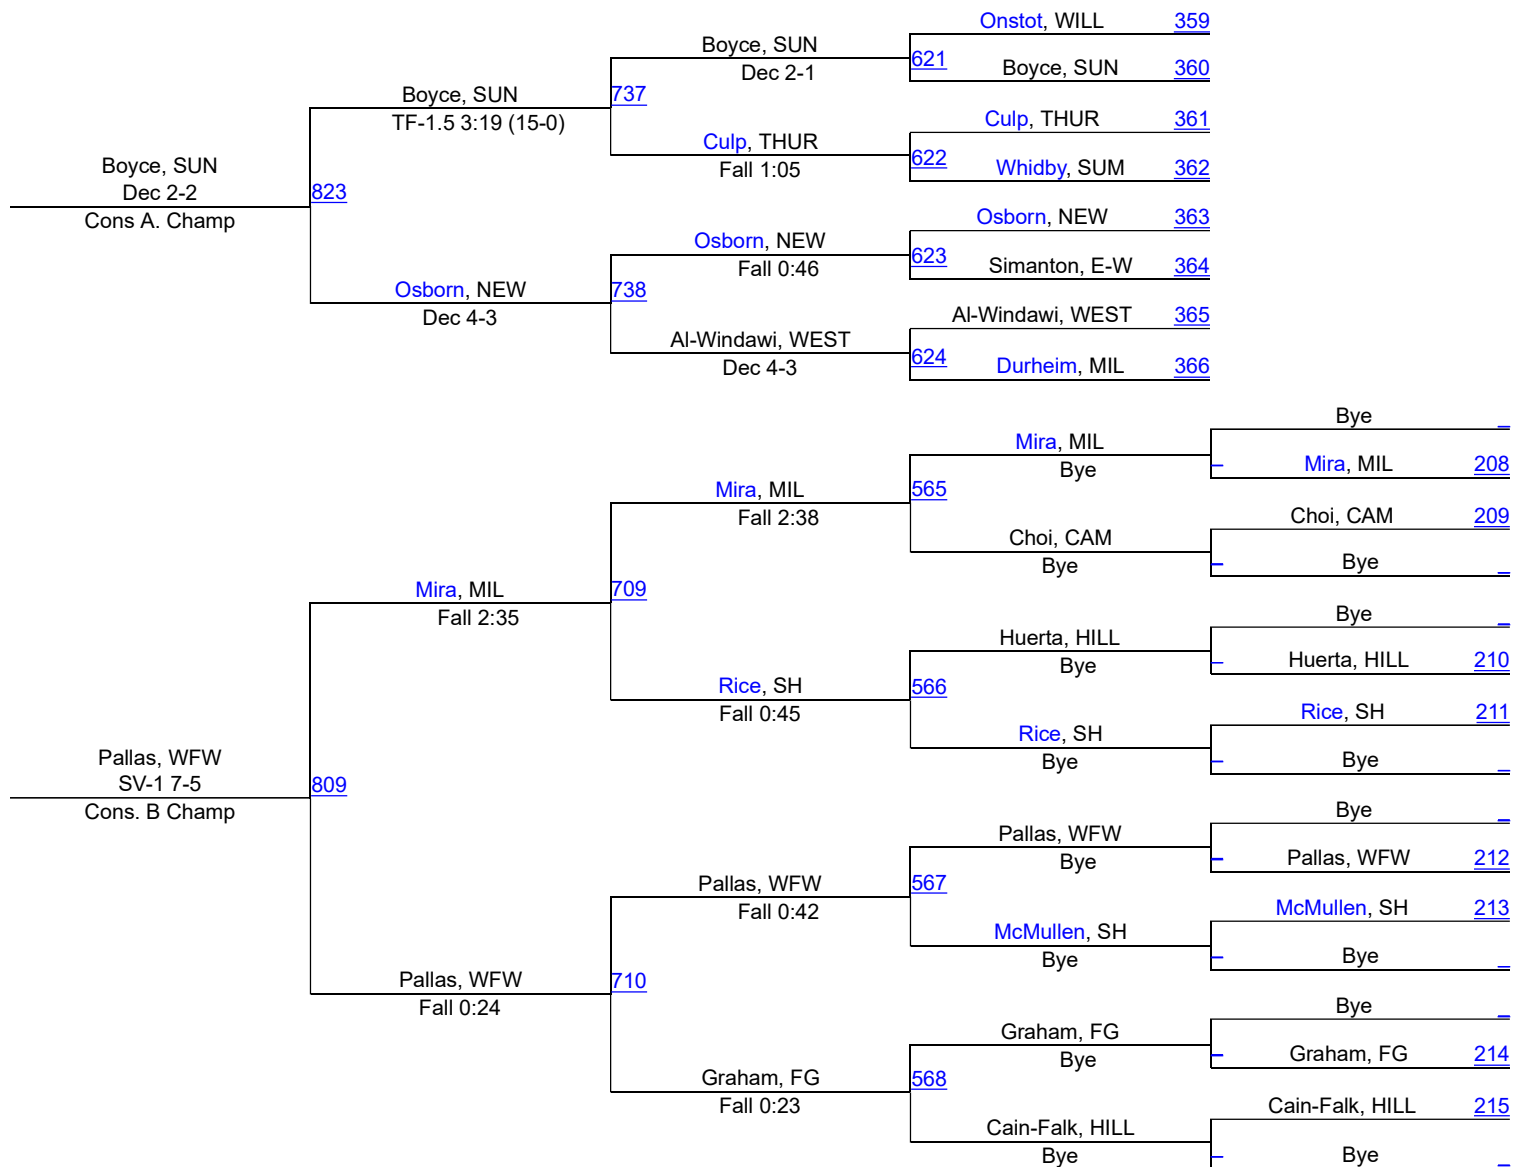 Onstot, WILL 359
Boyce, SUN
621
Dec 2-1
Boyce, SUN 360
Boyce, SUN
737
TF-1.5 3:19 (15-0)
Culp, THUR 361
Culp, THUR
622
Fall 1:05
Whidby, SUM 362
Boyce, SUN
Dec 2-2
823
Cons A. Champ
Osborn, NEW 363
Osborn, NEW
623
Fall 0:46
Simanton, E-W 364
Osborn, NEW
738
Dec 4-3
Al-Windawi, WEST 365
Al-Windawi, WEST
624
Dec 4-3
Durheim, MIL 366
Bye _
Mira, MIL
Bye
_ Mira, MIL 208
Mira, MIL
565
Fall 2:38
Choi, CAM 209
Choi, CAM
Bye
_ Bye _
Mira, MIL
709
Fall 2:35
Bye _
Huerta, HILL
Bye
_ Huerta, HILL 210
Rice, SH
566
Fall 0:45
Rice, SH 211
Rice, SH
Bye
_ Bye _
Pallas, WFW
SV-1 7-5
809
Cons. B Champ
Bye _
Pallas, WFW
Bye
_ Pallas, WFW 212
Pallas, WFW
567
Fall 0:42
McMullen, SH 213
McMullen, SH
Bye
_ Bye _
Pallas, WFW
710
Fall 0:24
Bye _
Graham, FG
Bye
_ Graham, FG 214
Graham, FG
568
Fall 0:23
Cain-Falk, HILL 215
Cain-Falk, HILL
Bye
_ Bye _